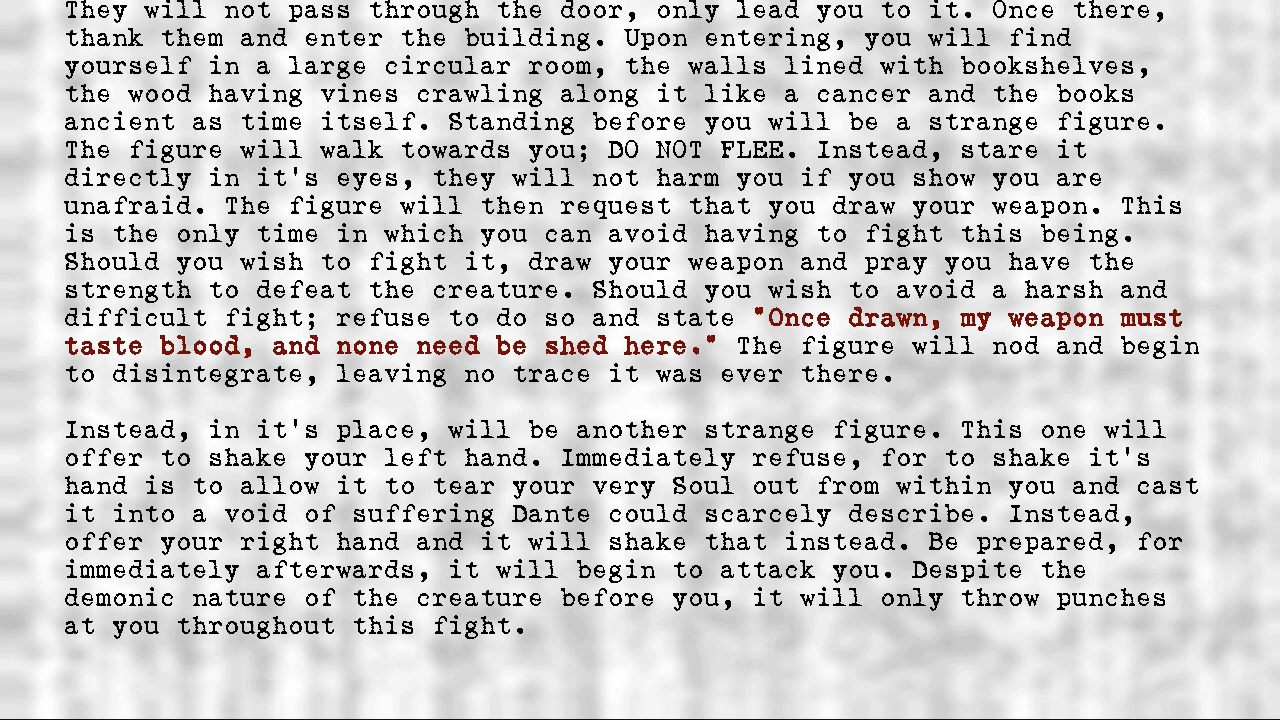 They will not pass through the door, only lead you to it. Once there,
thank them and enter the building. Upon entering, you will find
yourself in a large circular room, the walls lined with bookshelves,
the wood having vines crawling along it like a cancer and the books
ancient as time itself. Standing before you will be a strange figure.
The figure will walk towards you; DO NOT FLEE. Instead, stare it
directly in it's eyes, they will not harm you if you show you are
unafraid. The figure will then request that you draw your weapon. This
is the only time in which you can avoid having to fight this being.
Should you wish to fight it, draw your weapon and pray you have the
strength to defeat the creature. Should you wish to avoid a harsh and
difficult fight; refuse to do so and state "Once drawn, my weapon must
taste blood, and none need be shed here." The figure will nod and begin
to disintegrate, leaving no trace it was ever there.

Instead, in it's place, will be another strange figure. This one will
offer to shake your left hand. Immediately refuse, for to shake it's
hand is to allow it to tear your very Soul out from within you and cast
it into a void of suffering Dante could scarcely describe. Instead,
offer your right hand and it will shake that instead. Be prepared, for
immediately afterwards, it will begin to attack you. Despite the
demonic nature of the creature before you, it will only throw punches
at you throughout this fight.